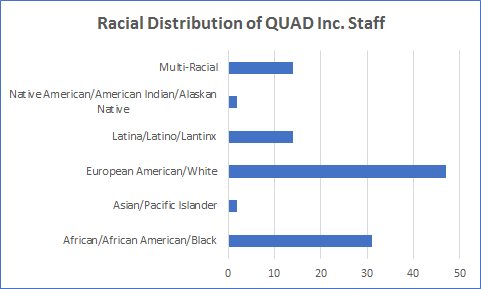 Racial Distribution of QUAD Inc. Staff
Multi-Racial
Native American/American Indian/Alaskan
Native
Latina/Latino/Lantinx
European American/White
Asian/Pacific Islander
African/African American/Black
0 10 20 30 40 50